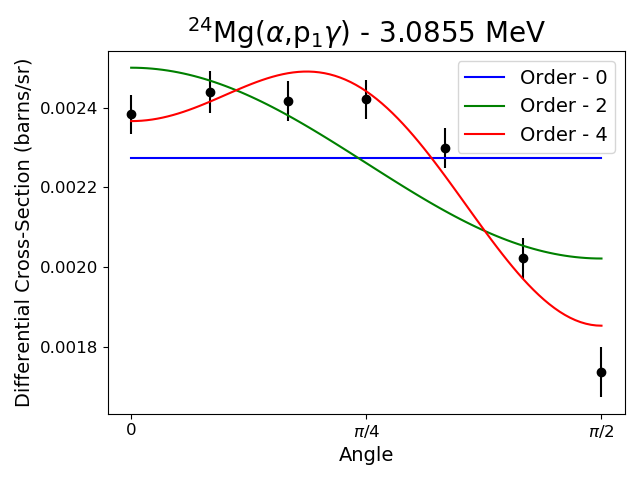 ²⁴Mg(α,p₁γ) - 3.0855 MeV
Differential Cross-Section (barns/sr)
0.0024
0.0022
0.0020
0.0018
Order - 0
Order - 2
Order - 4
0
π/4
π/2
Angle